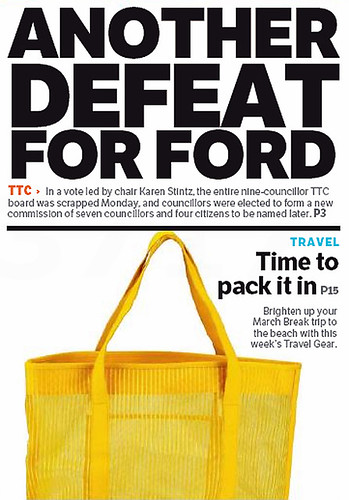 ANOTHER
DEFEAT
FOR FORD
TTC > In a vote led by chair Karen Stintz, the entire nine-councillor TTC
board was scrapped Monday, and councillors were elected to form a new
commission of seven councillors and four citizens to be named later. P3
TRAVEL
Time to
pack it in P15
Brighten up your
March Break trip to
the beach with this
week's Travel Gear.